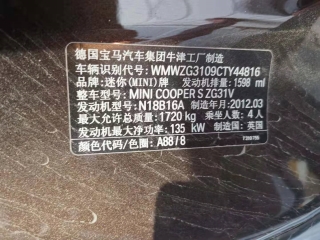 德国宝马汽车集团牛津工厂制造
车辆识别代号: WMWZG3109CTY44816
品牌: 迷你 (MINI) 牌 发动机排量: 1598 ml
整车型号: MINI COOPER S ZG31V
发动机型号: N18B16A 制造年月: 2012.03
最大允许总质量: 1720 kg 乘坐人数: 4人
发动机最大净功率: 135 kW 制造国: 英国
颜色代码/色面: A88 / 8